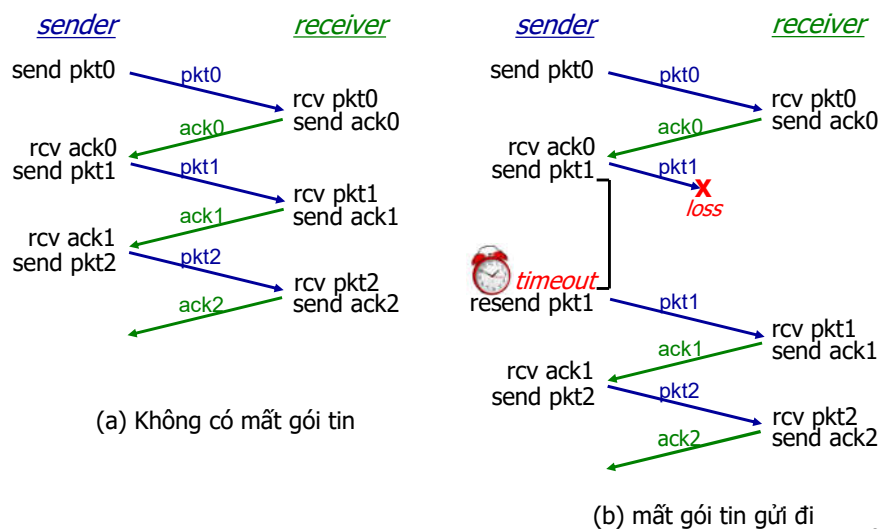 sender
receiver
send pkt0
pkt0
rcv pkt0
send ack0
ack0
rcv ack0
send pkt1
pkt1
rcv pkt1
send ack1
ack1
rcv ack1
send pkt2
pkt2
rcv pkt2
send ack2
ack2
(a) Không có mất gói tin
sender
receiver
send pkt0
pkt0
rcv pkt0
send ack0
ack0
rcv ack0
send pkt1
pkt1
X
loss
timeout
resend pkt1
pkt1
rcv pkt1
send ack1
ack1
rcv ack1
send pkt2
pkt2
rcv pkt2
send ack2
ack2
(b) mất gói tin gửi đi